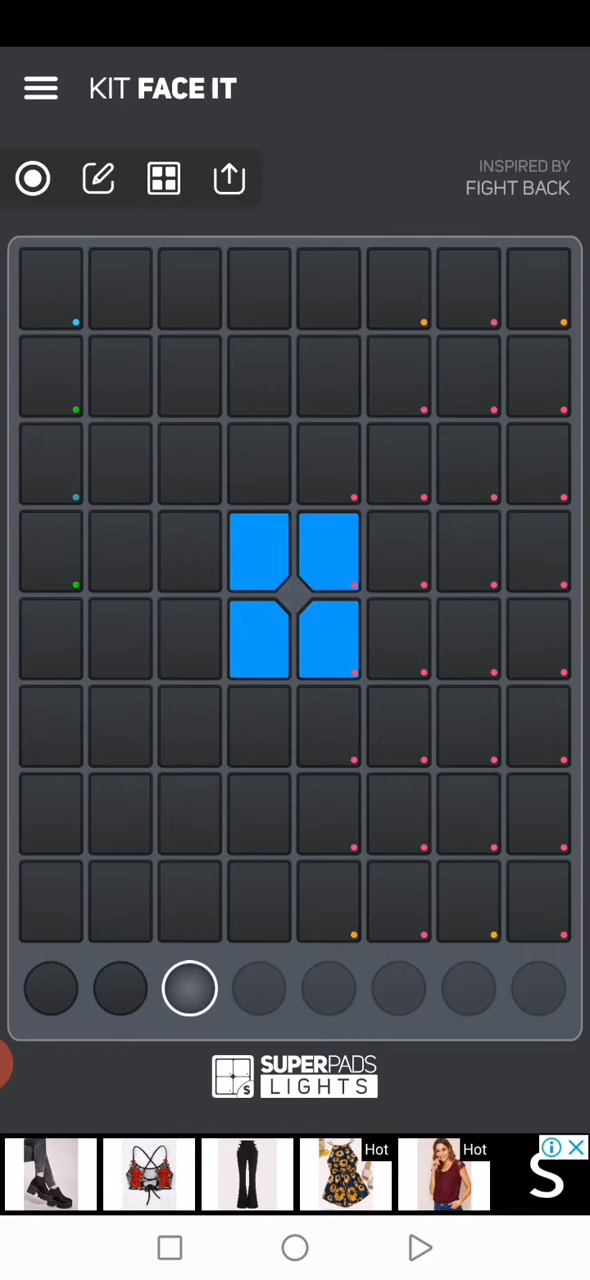 KIT FACE IT
INSPIRED BY
FIGHT BACK
S
SUPERPADS
LIGHTS
Hot
Hot
S